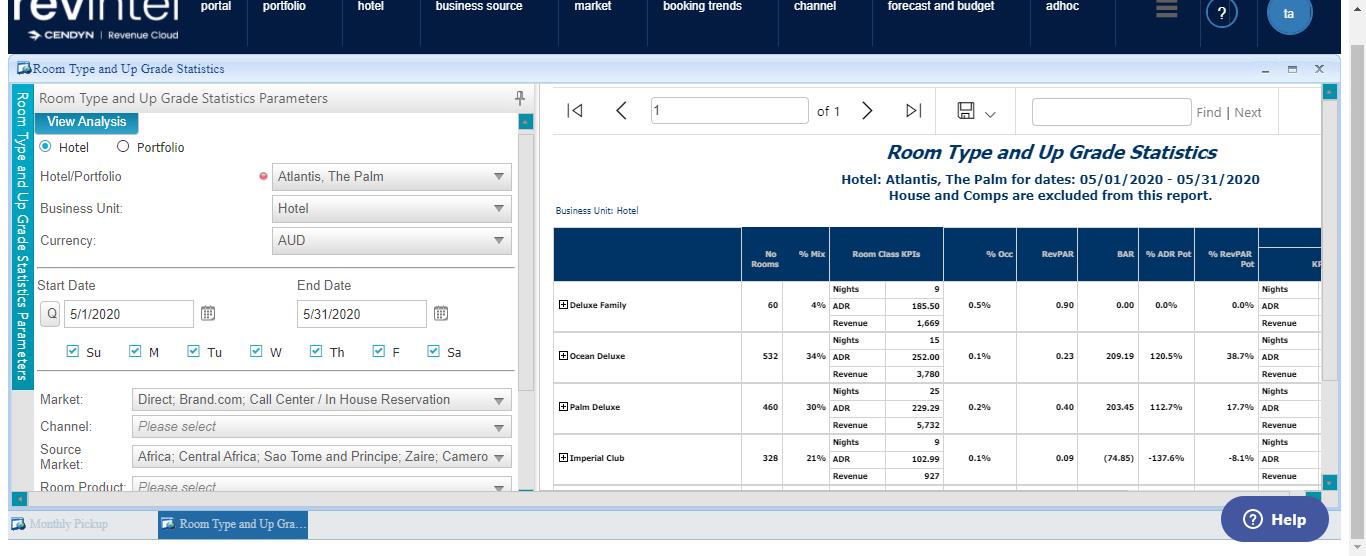 revintel
CENDYN | Revenue Cloud
portal
portfolio
hotel
business source
market
booking trends
channel
forecast and budget
adhoc
?
ta
Room Type and Up Grade Statistics
Room Type and Up Grade Statistics Parameters
Room Type and Up Grade Statistics Parameters
View Analysis
Hotel
Portfolio
Hotel/Portfolio
Atlantis, The Palm
Business Unit:
Hotel
Currency:
AUD
Start Date
End Date
Q
5/1/2020
5/31/2020
Su
M
Tu
W
Th
F
Sa
Market:
Direct; Brand.com; Call Center / In House Reservation
Channel:
Please select
Source
Market:
Africa; Central Africa; Sao Tome and Principe; Zaire; Camero
Room Product:
Please select
1
of 1
Find | Next
Room Type and Up Grade Statistics
Hotel: Atlantis, The Palm for dates: 05/01/2020 - 05/31/2020
House and Comps are excluded from this report.
Business Unit: Hotel
No Rooms % Mix Room Class KPIs % Occ RevPAR BAR % ADR Pot % RevPAR Pot KP
Nights 9 Nights
Deluxe Family 60 4% ADR 185.50 0.5% 0.90 0.00 0.0% 0.0% ADR
Revenue 1,669 Revenue
Nights 15 Nights
Ocean Deluxe 532 34% ADR 252.00 0.1% 0.23 209.19 120.5% 38.7% ADR
Revenue 3,780 Revenue
Nights 25 Nights
Palm Deluxe 460 30% ADR 229.29 0.2% 0.40 203.45 112.7% 17.7% ADR
Revenue 5,732 Revenue
Nights 9 Nights
Imperial Club 328 21% ADR 102.99 0.1% 0.09 (74.85) -137.6% -8.1% ADR
Revenue 927 Revenue
Monthly Pickup
Room Type and Up Gra...
? Help